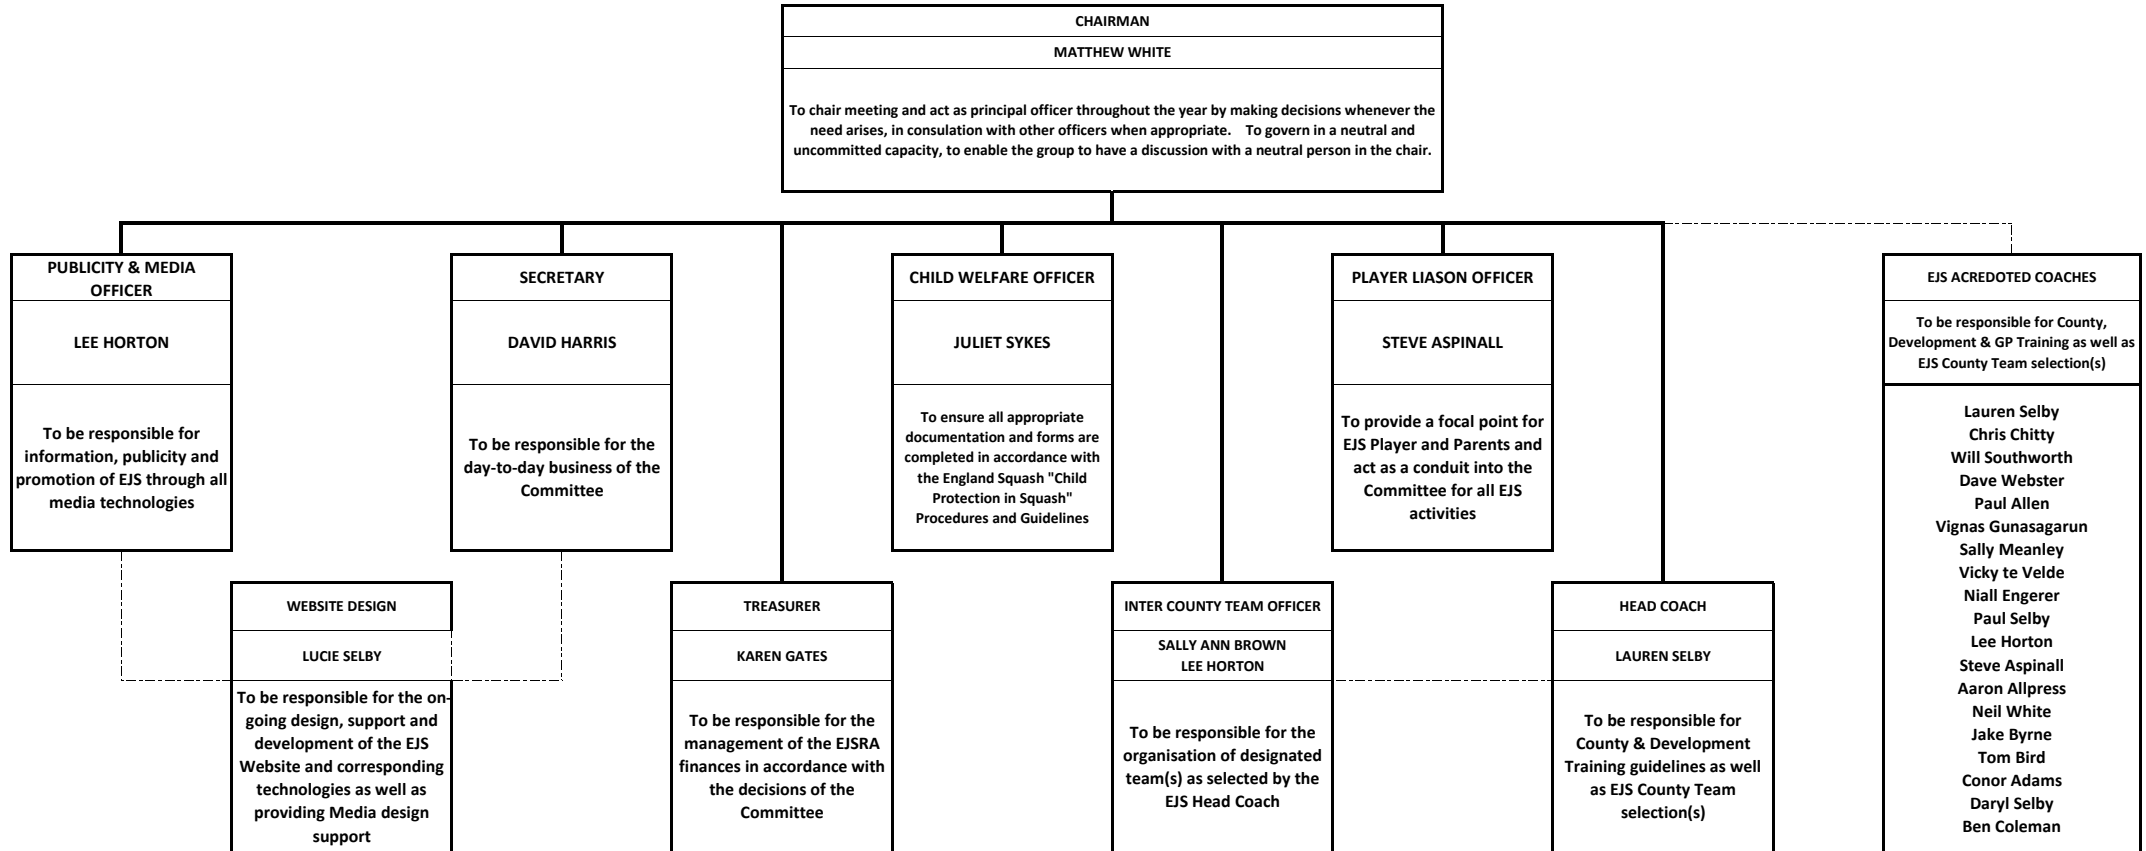 CHAIRMAN
MATTHEW WHITE
To chair meeting and act as principal officer throughout the year by making decisions whenever the
need arises, in consulation with other officers when appropriate. To govern in a neutral and
uncommitted capacity, to enable the group to have a discussion with a neutral person in the chair.
PUBLICITY & MEDIA
OFFICER
LEE HORTON
To be responsible for
information, publicity and
promotion of EJS through all
media technologies
SECRETARY
DAVID HARRIS
To be responsible for the
day-to-day business of the
Committee
CHILD WELFARE OFFICER
JULIET SYKES
To ensure all appropriate
documentation and forms are
completed in accordance with
the England Squash "Child
Protection in Squash"
Procedures and Guidelines
PLAYER LIASON OFFICER
STEVE ASPINALL
To provide a focal point for
EJS Player and Parents and
act as a conduit into the
Committee for all EJS
activities
EJS ACREDOTED COACHES
To be responsible for County,
Development & GP Training as well as
EJS County Team selection(s)
Lauren Selby
Chris Chitty
Will Southworth
Dave Webster
Paul Allen
Vignas Gunasagarun
Sally Meanley
Vicky te Velde
Niall Engerer
Paul Selby
Lee Horton
Steve Aspinall
Aaron Allpress
Neil White
Jake Byrne
Tom Bird
Conor Adams
Daryl Selby
Ben Coleman
WEBSITE DESIGN
LUCIE SELBY
To be responsible for the on-
going design, support and
development of the EJS
Website and corresponding
technologies as well as
providing Media design
support
TREASURER
KAREN GATES
To be responsible for the
management of the EJSRA
finances in accordance with
the decisions of the
Committee
INTER COUNTY TEAM OFFICER
SALLY ANN BROWN
LEE HORTON
To be responsible for the
organisation of designated
team(s) as selected by the
EJS Head Coach
HEAD COACH
LAUREN SELBY
To be responsible for
County & Development
Training guidelines as well
as EJS County Team
selection(s)